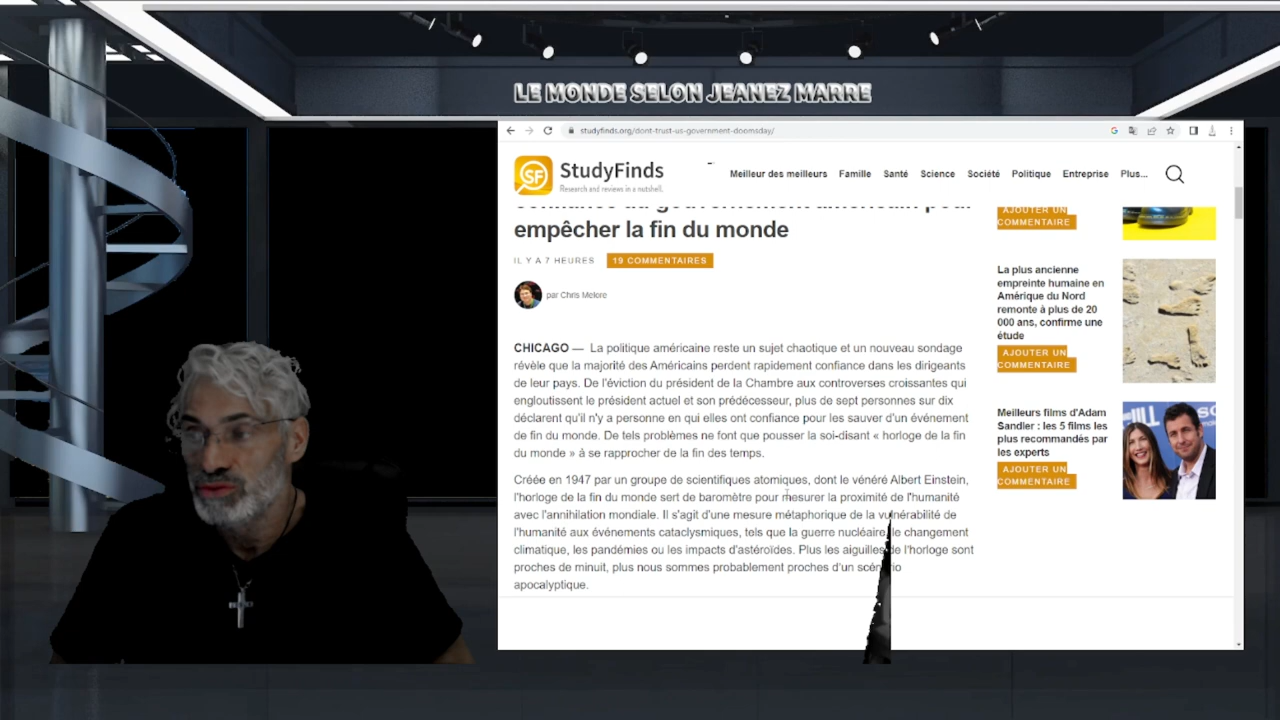 LE MONDE SELON JEANEZ MARRE
studyfinds.org/dont-trust-us-government-doomsday/
SF
StudyFinds
Research and reviews in a nutshell.
Meilleur des meilleurs Famille Santé Science Société Politique Entreprise Plus...
confiance au gouvernement américain pour
empêcher la fin du monde
IL Y A 7 HEURES 19 COMMENTAIRES
par Chris Melore
CHICAGO — La politique américaine reste un sujet chaotique et un nouveau sondage
révèle que la majorité des Américains perdent rapidement confiance dans les dirigeants
de leur pays. De l'éviction du président de la Chambre aux controverses croissantes qui
engloutissent le président actuel et son prédécesseur, plus de sept personnes sur dix
déclarent qu'il n'y a personne en qui elles ont confiance pour les sauver d'un événement
de fin du monde. De tels problèmes ne font que pousser la soi-disant « horloge de la fin
du monde » à se rapprocher de la fin des temps.
Créée en 1947 par un groupe de scientifiques atomiques, dont le vénéré Albert Einstein,
l'horloge de la fin du monde sert de baromètre pour mesurer la proximité de l'humanité
avec l'annihilation mondiale. Il s'agit d'une mesure métaphorique de la vulnérabilité de
l'humanité aux événements cataclysmiques, tels que la guerre nucléaire, le changement
climatique, les pandémies ou les impacts d'astéroïdes. Plus les aiguilles de l'horloge sont
proches de minuit, plus nous sommes probablement proches d'un scénario
apocalyptique.
AJOUTER UN
COMMENTAIRE
La plus ancienne
empreinte humaine en
Amérique du Nord
remonte à plus de 20
000 ans, confirme une
étude
AJOUTER UN
COMMENTAIRE
Meilleurs films d'Adam
Sandler : les 5 films les
plus recommandés par
les experts
AJOUTER UN
COMMENTAIRE